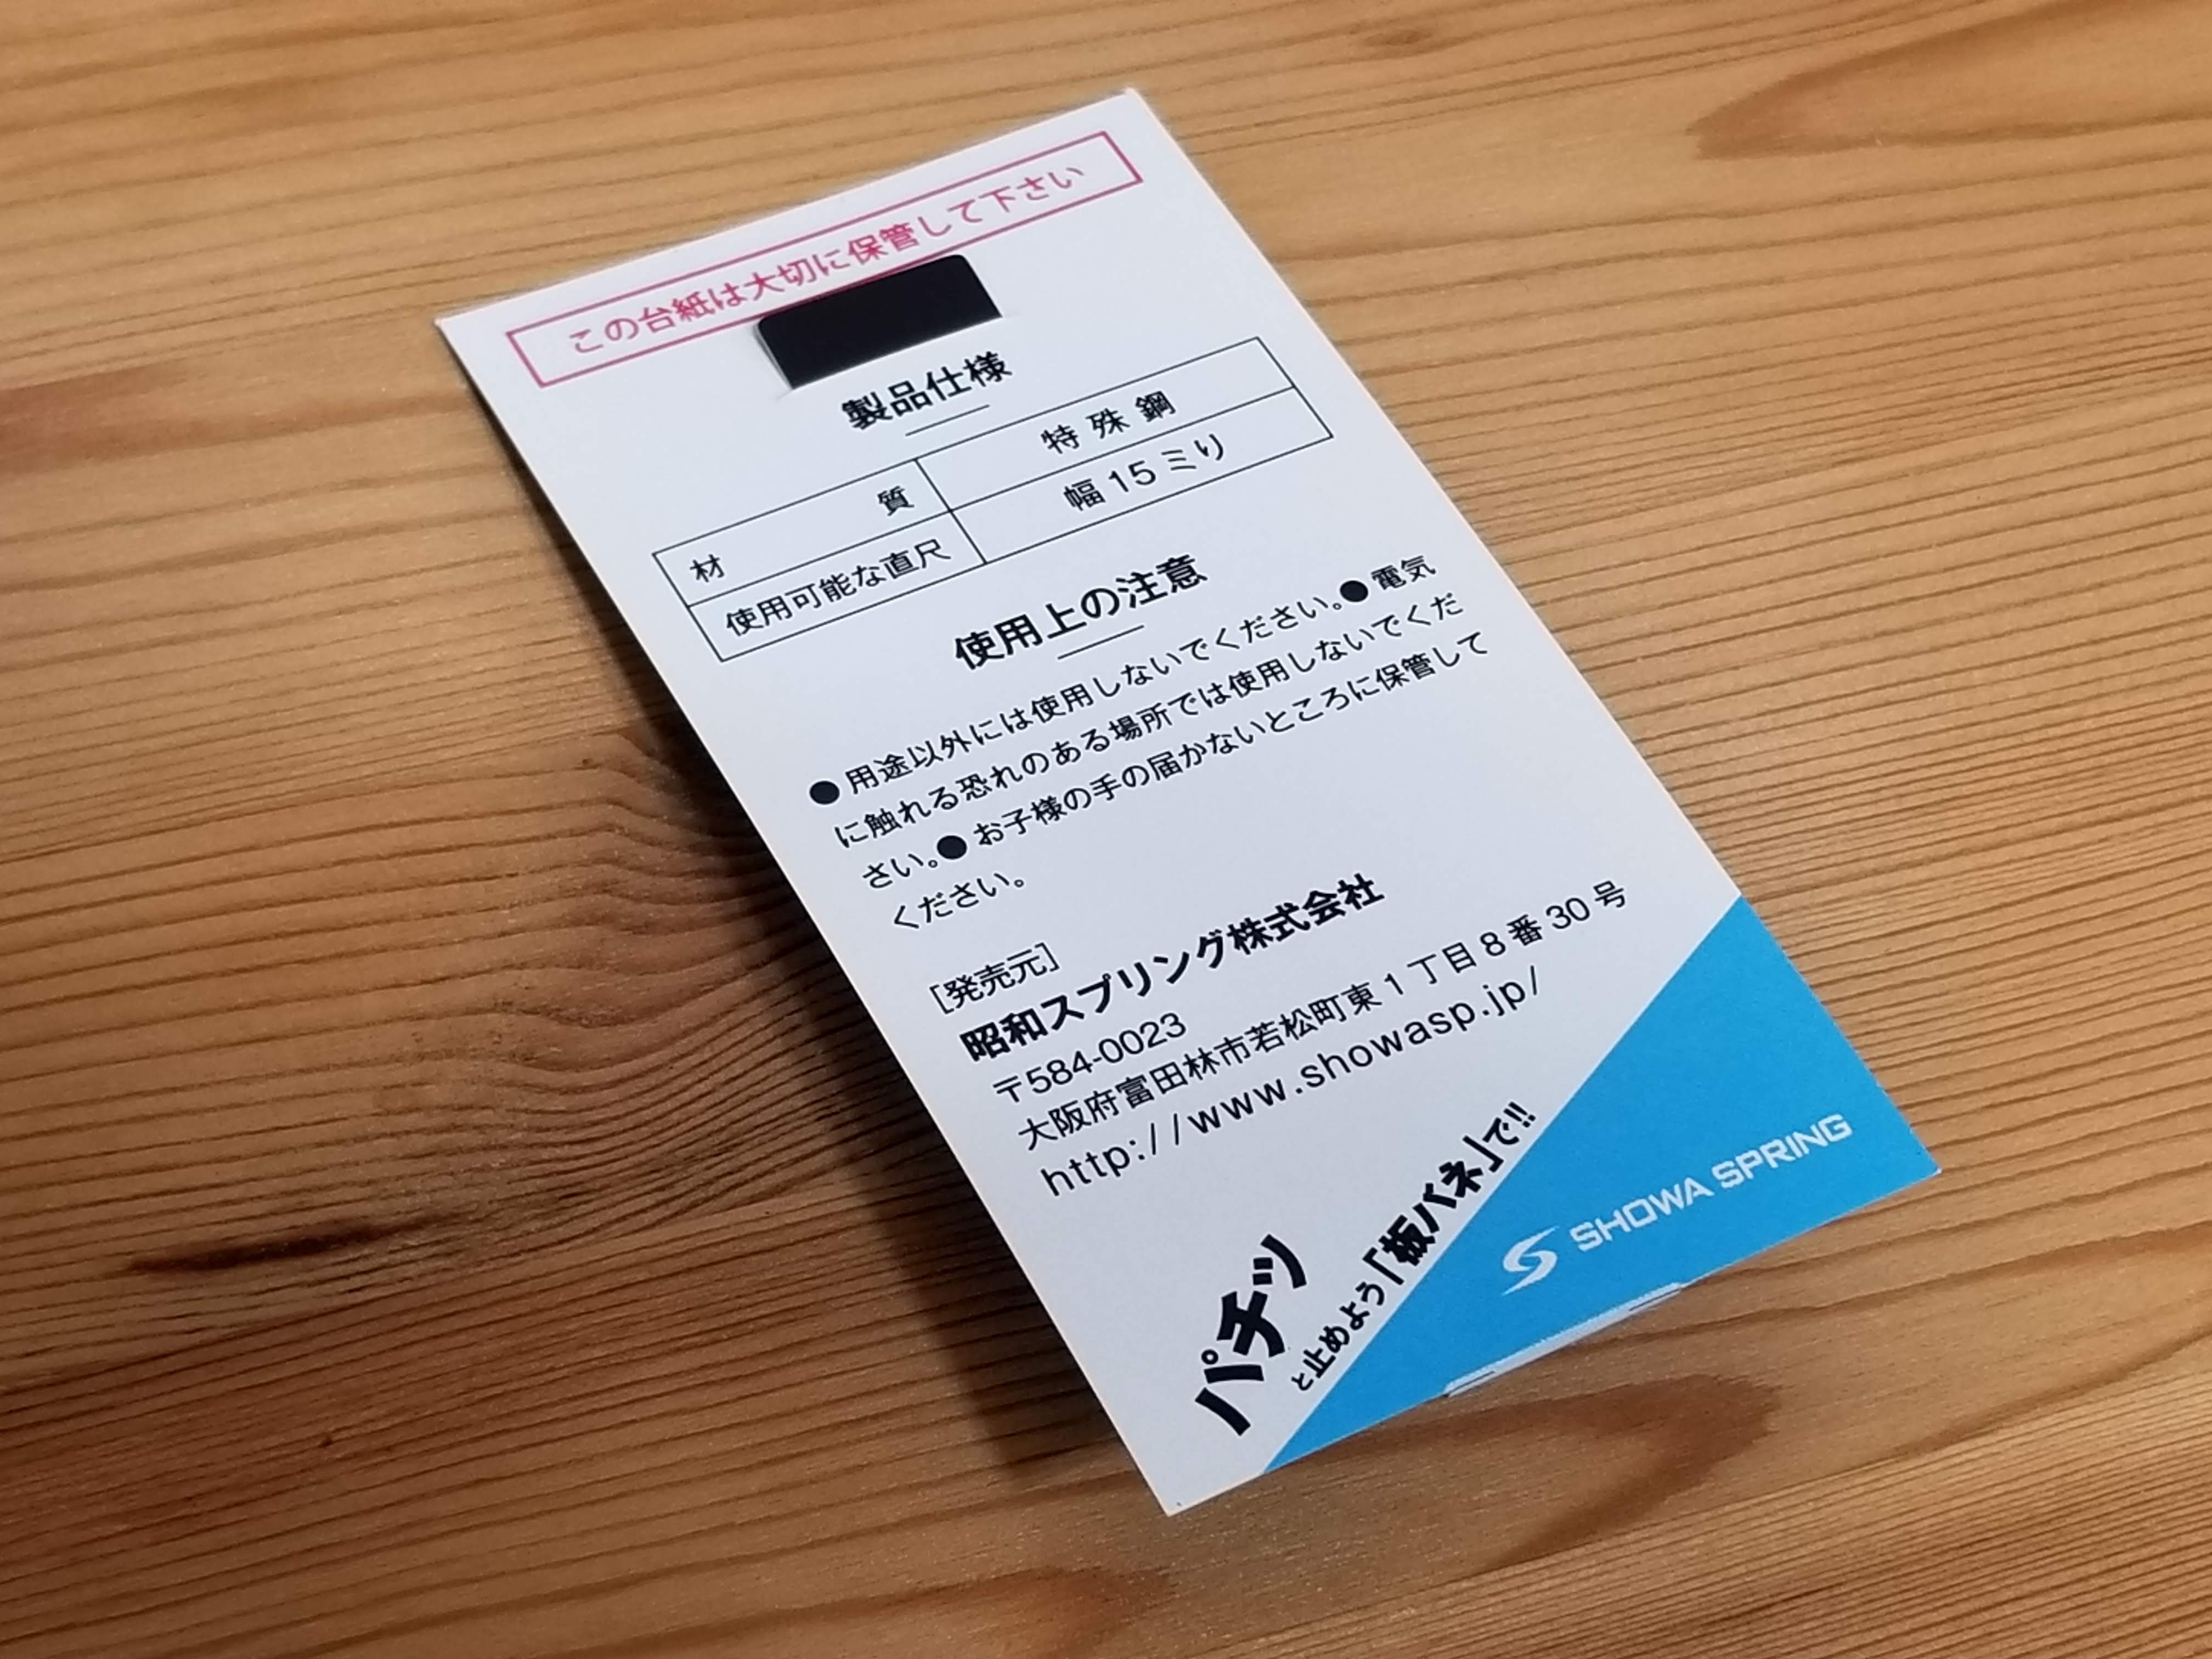 この台紙は大切に保管して下さい
製品仕様
材質 特殊鋼
使用可能な直尺 幅15ミリ
使用上の注意
●用途以外には使用しないでください。●電気
に触れる恐れのある場所では使用しないでくだ
さい。●お子様の手の届かないところに保管して
ください。
[発売元]
昭和スプリング株式会社
〒584-0023
大阪府富田林市若松町東1丁目8番30号
http://www.showasp.jp/
パチッ
と止めよう「板バネ」で!!
SHOWA SPRING